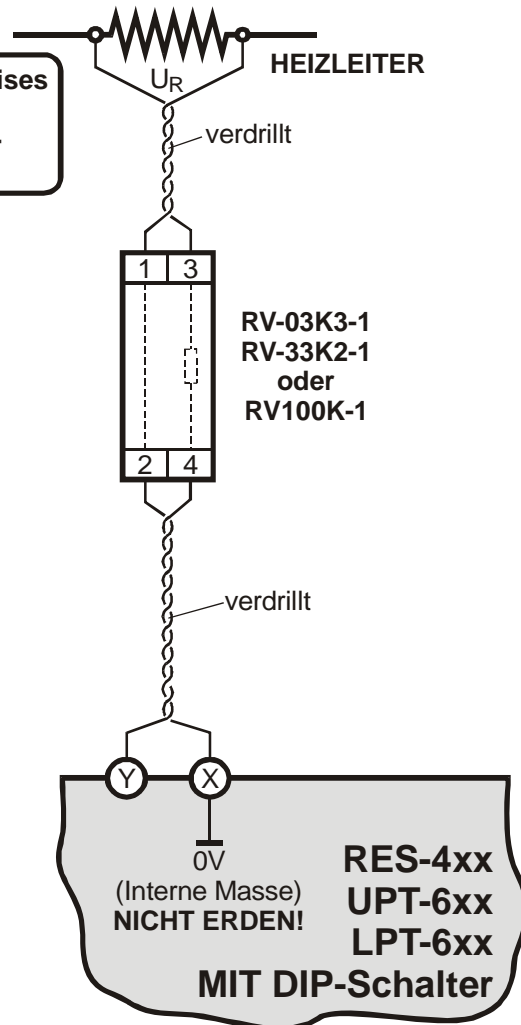 ises
HEIZLEITER
UR
verdrillt
1 3
RV-03K3-1
RV-33K2-1
oder
RV100K-1
2 4
verdrillt
Y X
0V
(Interne Masse)
NICHT ERDEN!
RES-4xx
UPT-6xx
LPT-6xx
MIT DIP-Schalter